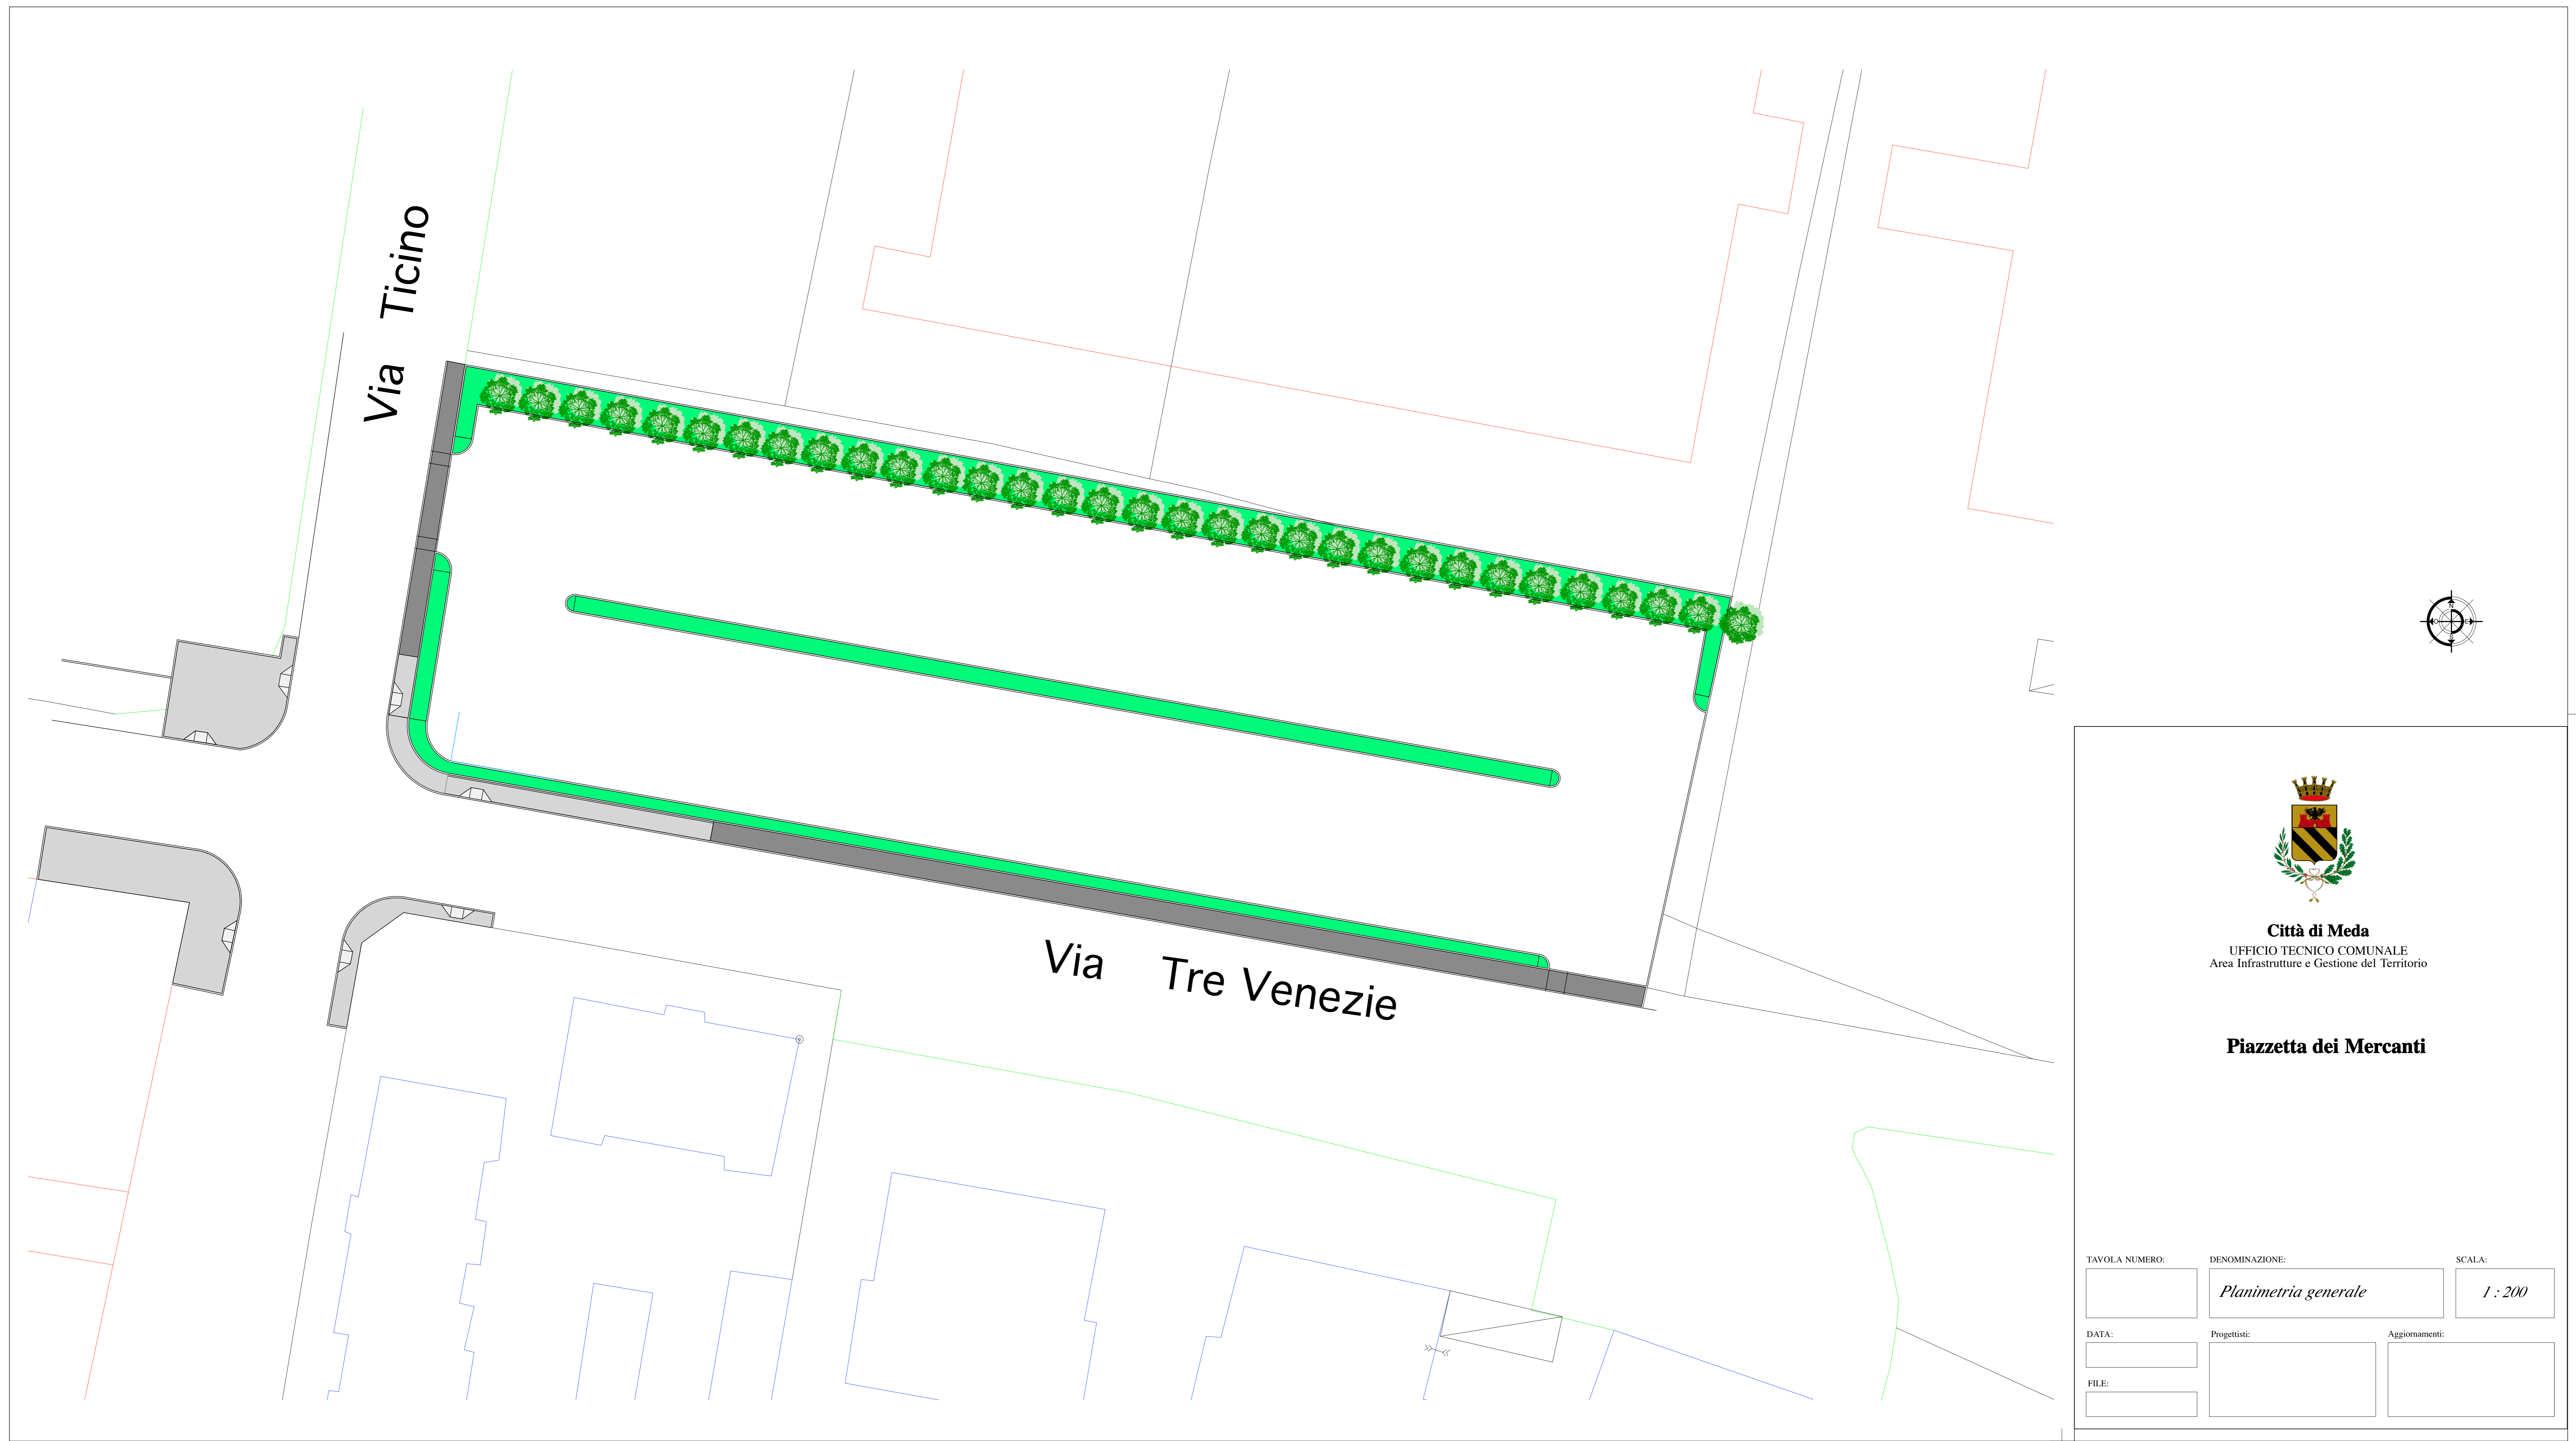 Via Ticino
Via Tre Venezie
N
O E
Città di Meda
UFFICIO TECNICO COMUNALE
Area Infrastrutture e Gestione del Territorio
Piazzetta dei Mercanti
TAVOLA NUMERO:
DENOMINAZIONE:
SCALA:
Planimetria generale
1 : 200
DATA:
Progettisti:
Aggiornamenti:
FILE: